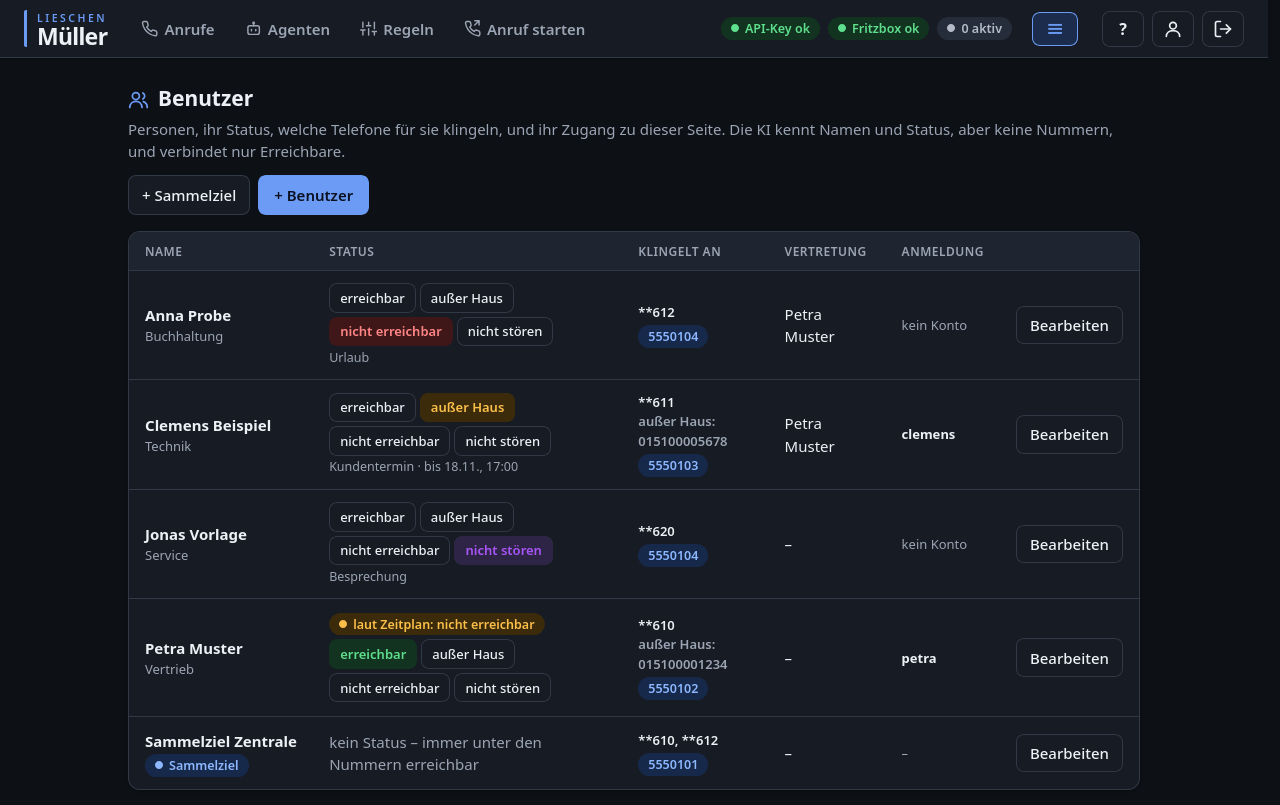 LIESCHEN
Müller
Anrufe
Agenten
Regeln
Anruf starten
API-Key ok
Fritzbox ok
0 aktiv
?
Benutzer
Personen, ihr Status, welche Telefone für sie klingeln, und ihr Zugang zu dieser Seite. Die KI kennt Namen und Status, aber keine Nummern,
und verbindet nur Erreichbare.
+ Sammelziel
+ Benutzer
NAME STATUS KLINGELT AN VERTRETUNG ANMELDUNG
Anna Probe
Buchhaltung
erreichbar außer Haus
nicht erreichbar nicht stören
Urlaub
**612
5550104
Petra
Muster
kein Konto
Bearbeiten
Clemens Beispiel
Technik
erreichbar außer Haus
nicht erreichbar nicht stören
Kundentermin · bis 18.11., 17:00
**611
außer Haus:
015100005678
5550103
Petra
Muster
clemens
Bearbeiten
Jonas Vorlage
Service
erreichbar außer Haus
nicht erreichbar nicht stören
Besprechung
**620
5550104
–
kein Konto
Bearbeiten
Petra Muster
Vertrieb
laut Zeitplan: nicht erreichbar
erreichbar außer Haus
nicht erreichbar nicht stören
**610
außer Haus:
015100001234
5550102
–
petra
Bearbeiten
Sammelziel Zentrale
Sammelziel
kein Status – immer unter den
Nummern erreichbar
**610, **612
5550101
–
–
Bearbeiten